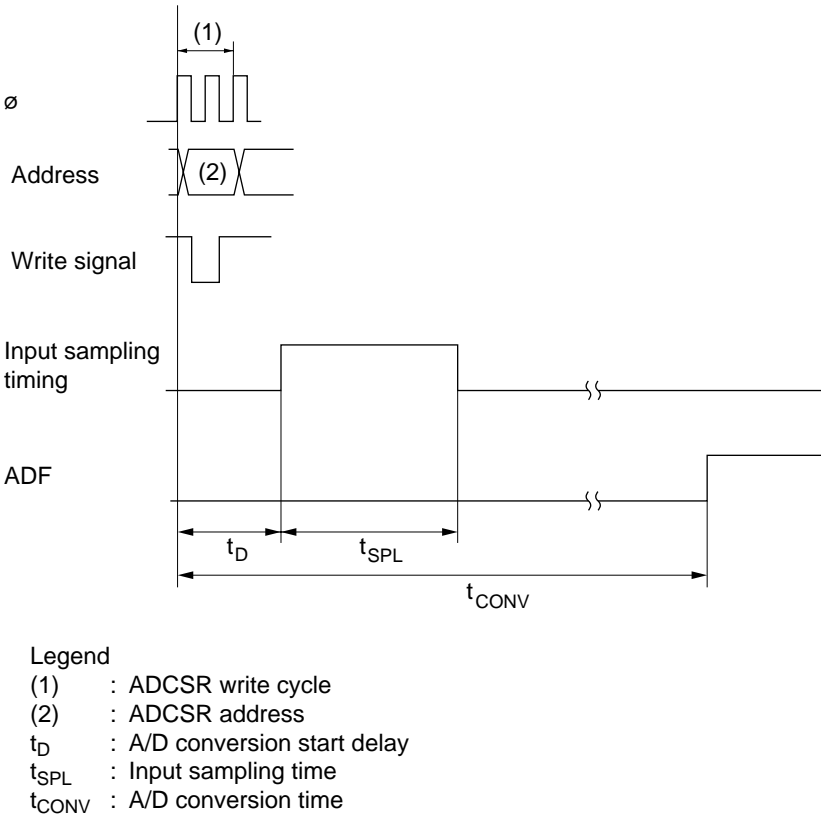 (1)
ø
Address
(2)
Write signal
Input sampling
timing
ADF
tD
tSPL
tCONV
Legend
(1) : ADCSR write cycle
(2) : ADCSR address
tD : A/D conversion start delay
tSPL : Input sampling time
tCONV : A/D conversion time